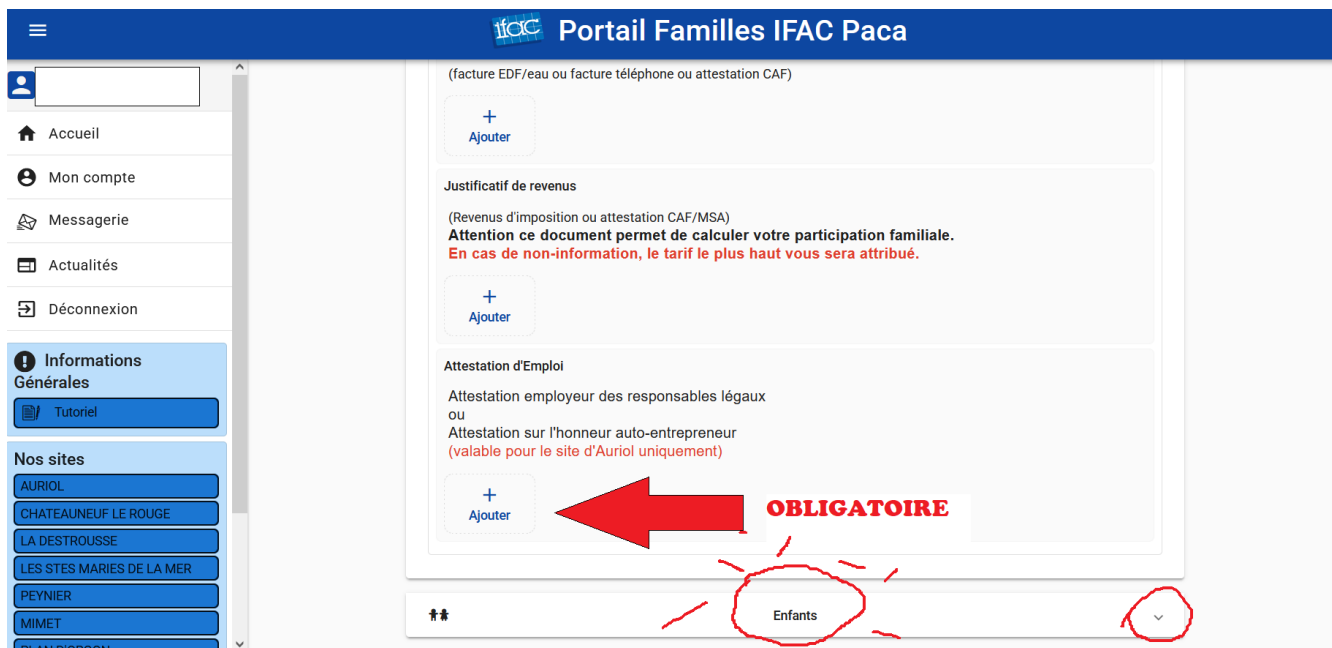 ifac Portail Familles IFAC Paca
Accueil
Mon compte
Messagerie
Actualités
Déconnexion
Informations
Générales
Tutoriel
Nos sites
AURIOL
CHATEAUNEUF LE ROUGE
LA DESTROUSSE
LES STES MARIES DE LA MER
PEYNIER
MIMET
(facture EDF/eau ou facture téléphone ou attestation CAF)
+
Ajouter
Justificatif de revenus
(Revenus d'imposition ou attestation CAF/MSA)
Attention ce document permet de calculer votre participation familiale.
En cas de non-information, le tarif le plus haut vous sera attribué.
+
Ajouter
Attestation d'Emploi
Attestation employeur des responsables légaux
ou
Attestation sur l'honneur auto-entrepreneur
(valable pour le site d'Auriol uniquement)
+
Ajouter
OBLIGATOIRE
Enfants